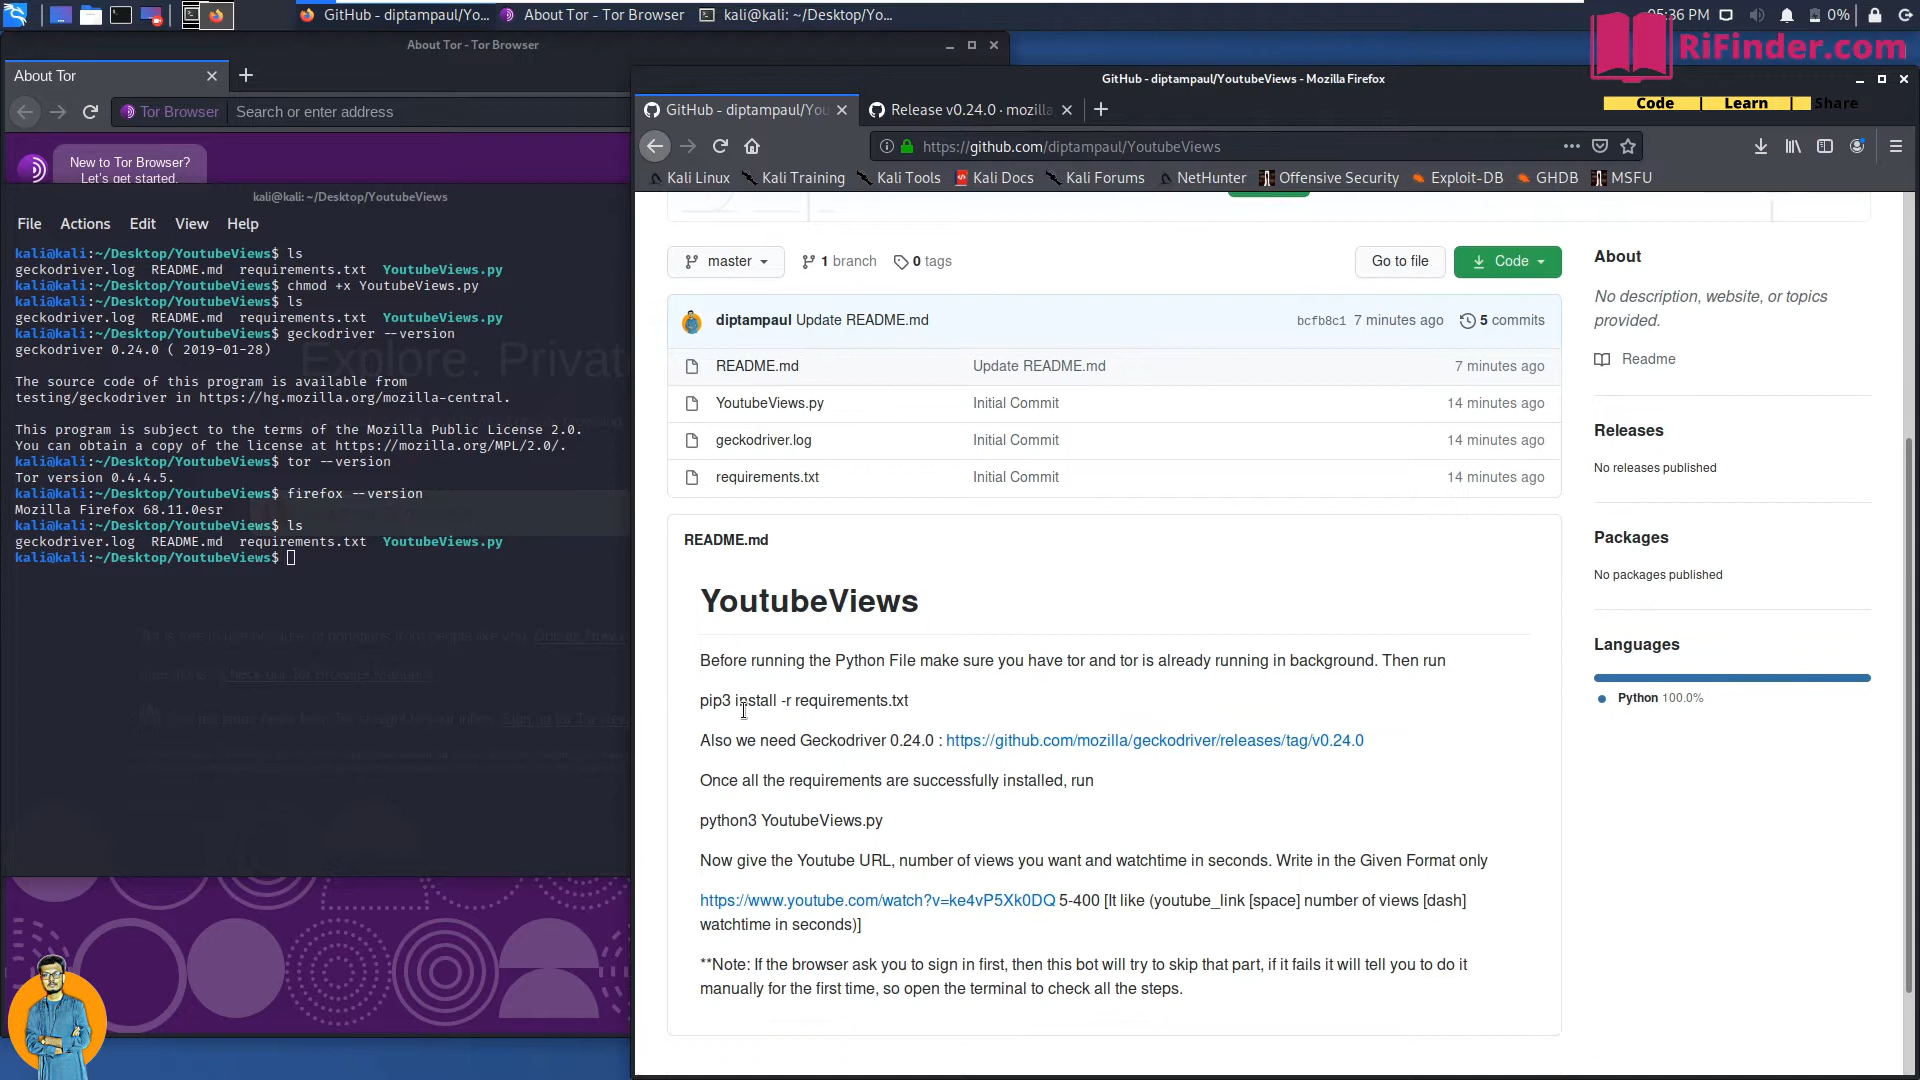 GitHub - diptampaul/Yo...
About Tor - Tor Browser
kali@kali: ~/Desktop/Yo...
05:36 PM
0%
RiFinder.com
Code
Learn
Share
About Tor - Tor Browser
About Tor
Tor Browser
Search or enter address
New to Tor Browser?
Let's get started.
kali@kali: ~/Desktop/YoutubeViews
File Actions Edit View Help
kali@kali:~/Desktop/YoutubeViews$ ls
geckodriver.log README.md requirements.txt YoutubeViews.py
kali@kali:~/Desktop/YoutubeViews$ chmod +x YoutubeViews.py
kali@kali:~/Desktop/YoutubeViews$ ls
geckodriver.log README.md requirements.txt YoutubeViews.py
kali@kali:~/Desktop/YoutubeViews$ geckodriver --version
geckodriver 0.24.0 ( 2019-01-28)
The source code of this program is available from
testing/geckodriver in https://hg.mozilla.org/mozilla-central.
This program is subject to the terms of the Mozilla Public License 2.0.
You can obtain a copy of the license at https://mozilla.org/MPL/2.0/.
kali@kali:~/Desktop/YoutubeViews$ tor --version
Tor version 0.4.4.5.
kali@kali:~/Desktop/YoutubeViews$ firefox --version
Mozilla Firefox 68.11.0esr
kali@kali:~/Desktop/YoutubeViews$ ls
geckodriver.log README.md requirements.txt YoutubeViews.py
kali@kali:~/Desktop/YoutubeViews$
Explore. Private
GitHub - diptampaul/YoutubeViews - Mozilla Firefox
GitHub - diptampaul/You
Release v0.24.0 · mozilla
https://github.com/diptampaul/YoutubeViews
Kali Linux
Kali Training
Kali Tools
Kali Docs
Kali Forums
NetHunter
Offensive Security
Exploit-DB
GHDB
MSFU
master
1 branch
0 tags
Go to file
Code
diptampaul Update README.md
bcfb8c1 7 minutes ago
5 commits
README.md Update README.md 7 minutes ago
YoutubeViews.py Initial Commit 14 minutes ago
geckodriver.log Initial Commit 14 minutes ago
requirements.txt Initial Commit 14 minutes ago
README.md
YoutubeViews
Before running the Python File make sure you have tor and tor is already running in background. Then run
pip3 install -r requirements.txt
Also we need Geckodriver 0.24.0 : https://github.com/mozilla/geckodriver/releases/tag/v0.24.0
Once all the requirements are successfully installed, run
python3 YoutubeViews.py
Now give the Youtube URL, number of views you want and watchtime in seconds. Write in the Given Format only
https://www.youtube.com/watch?v=ke4vP5Xk0DQ 5-400 [It like (youtube_link [space] number of views [dash]
watchtime in seconds)]
**Note: If the browser ask you to sign in first, then this bot will try to skip that part, if it fails it will tell you to do it
manually for the first time, so open the terminal to check all the steps.
About
No description, website, or topics
provided.
Readme
Releases
No releases published
Packages
No packages published
Languages
Python 100.0%